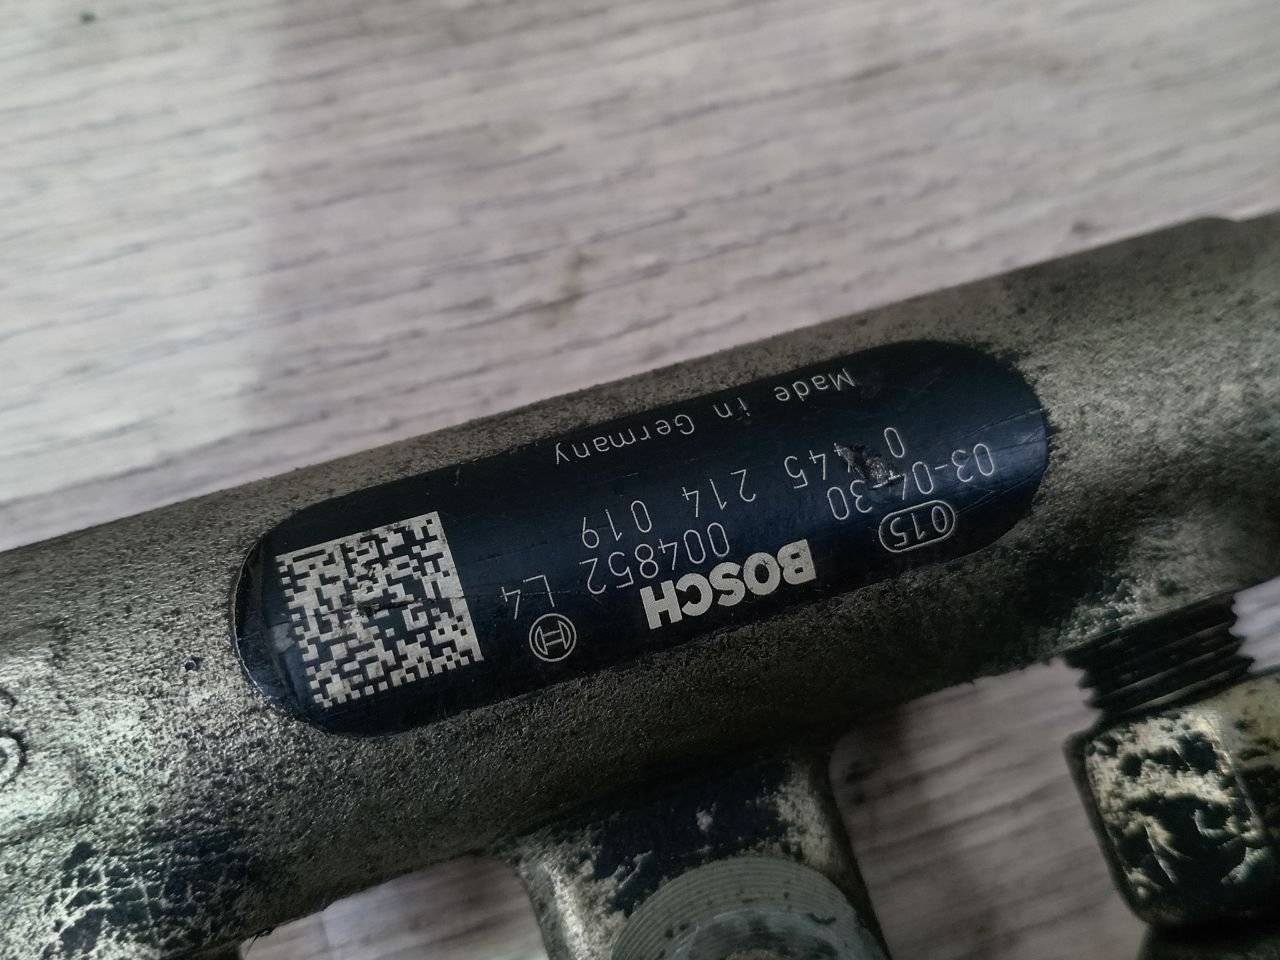 015 BOSCH
03-04-30 004852 L4
0 445 214 019
Made in Germany